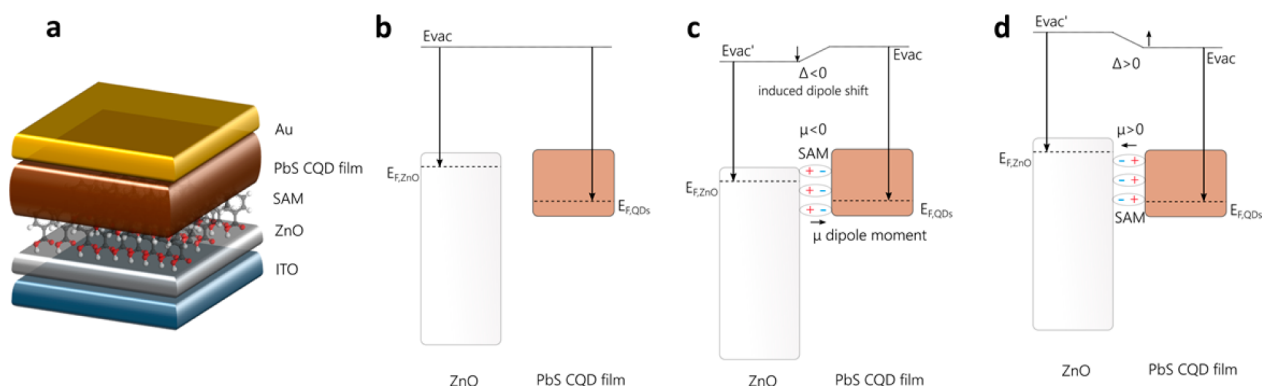 a
Au
PbS CQD film
SAM
ZnO
ITO
b
Evac
E_F,ZnO
E_F,QDs
ZnO
PbS CQD film
c
Evac'
Evac
Δ<0
induced dipole shift
μ<0
SAM
E_F,ZnO
+ -
+ -
+ -
E_F,QDs
μ dipole moment
ZnO
PbS CQD film
d
Evac'
Evac
Δ>0
μ>0
E_F,ZnO
- +
- +
- +
SAM
E_F,QDs
ZnO
PbS CQD film